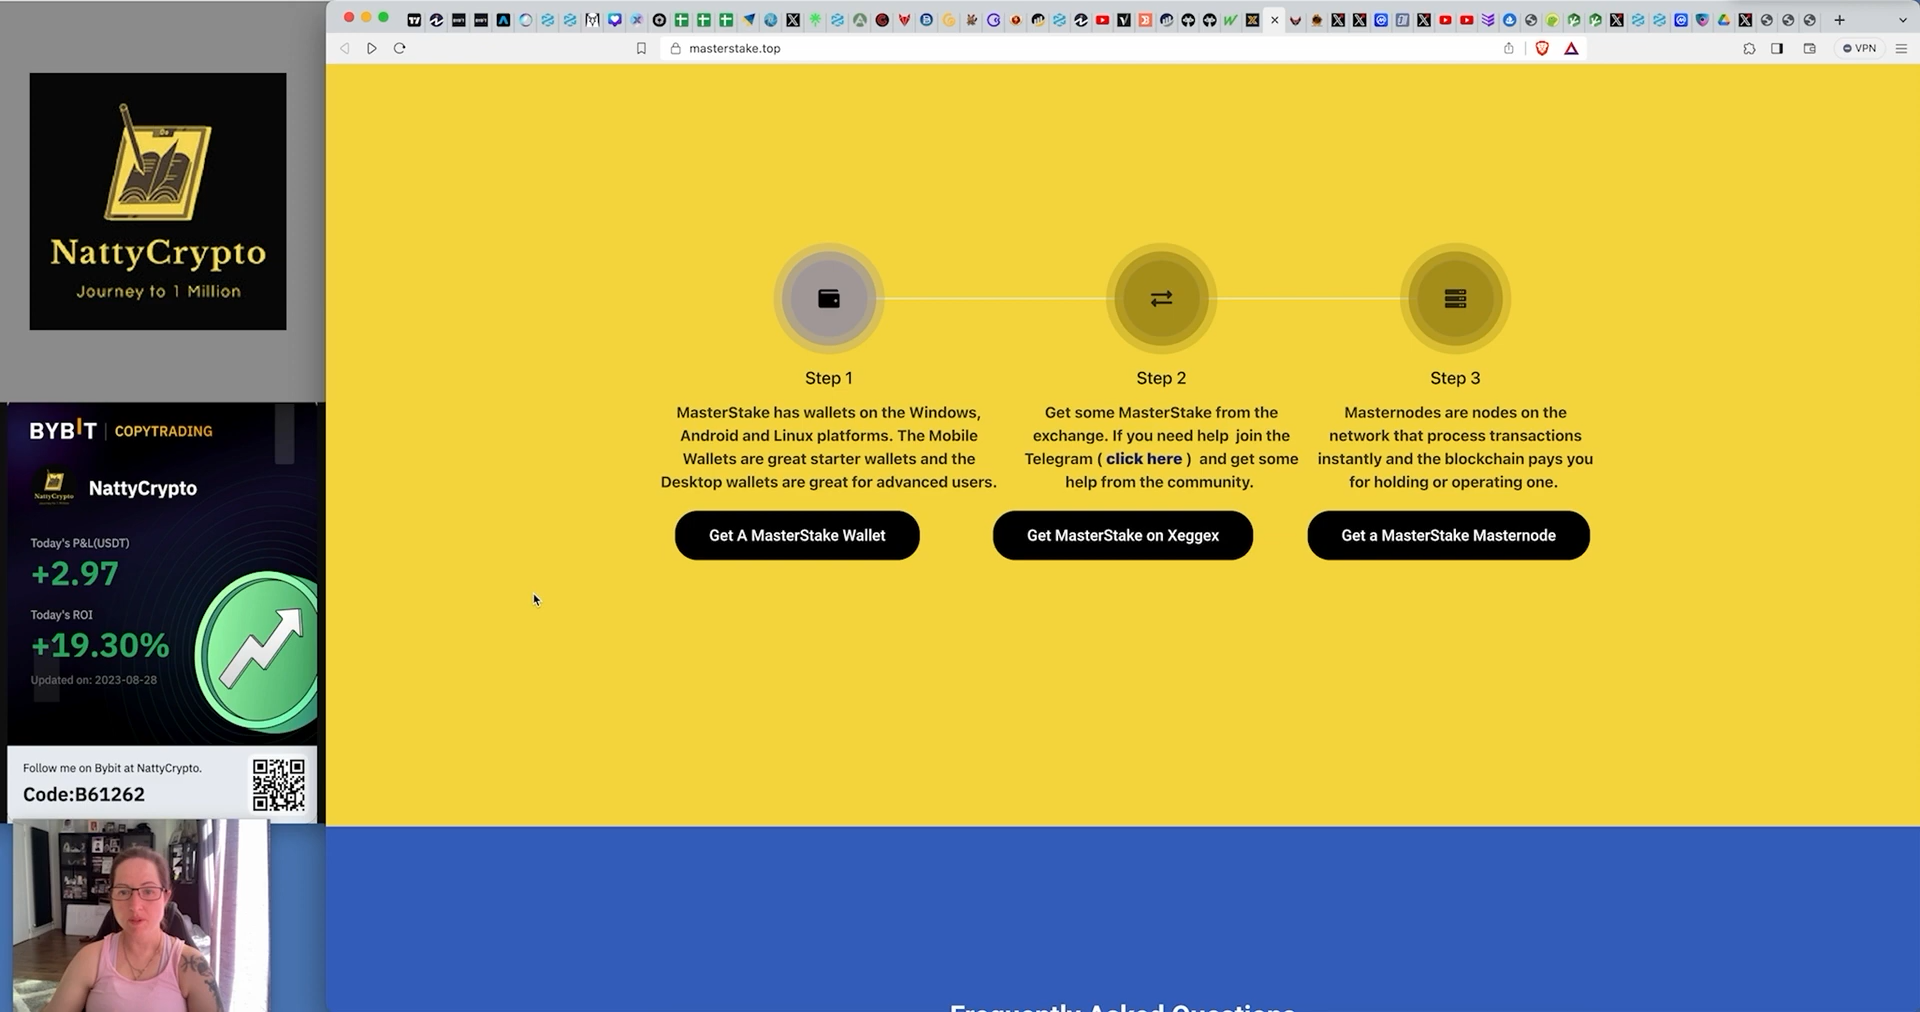 masterstake.top
VPN
NattyCrypto
Journey to 1 Million
BYBIT | COPYTRADING
NattyCrypto
Today's P&L(USDT)
+2.97
Today's ROI
+19.30%
Updated on: 2023-08-28
Follow me on Bybit at NattyCrypto.
Code:B61262
Step 1
MasterStake has wallets on the Windows,
Android and Linux platforms. The Mobile
Wallets are great starter wallets and the
Desktop wallets are great for advanced users.
Get A MasterStake Wallet
Step 2
Get some MasterStake from the
exchange. If you need help join the
Telegram ( click here ) and get some
help from the community.
Get MasterStake on Xeggex
Step 3
Masternodes are nodes on the
network that process transactions
instantly and the blockchain pays you
for holding or operating one.
Get a MasterStake Masternode
Frequently Asked Questions